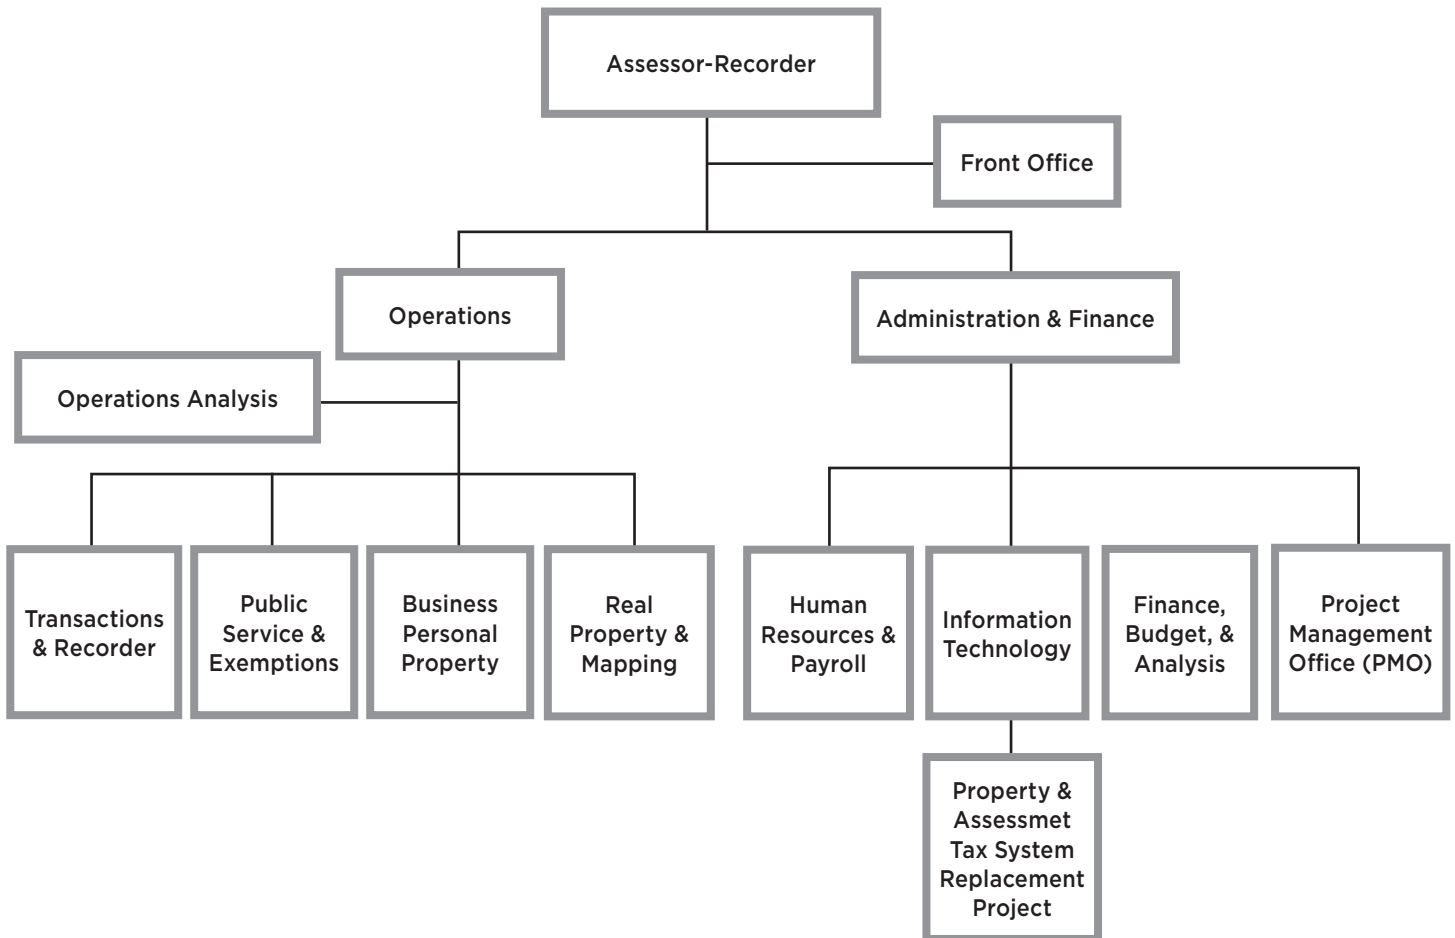 Assessor-Recorder
Front Office
Operations
Administration & Finance
Operations Analysis
Transactions
& Recorder
Public
Service &
Exemptions
Business
Personal
Property
Real
Property &
Mapping
Human
Resources &
Payroll
Information
Technology
Finance,
Budget, &
Analysis
Project
Management
Office (PMO)
Property &
Assessmet
Tax System
Replacement
Project